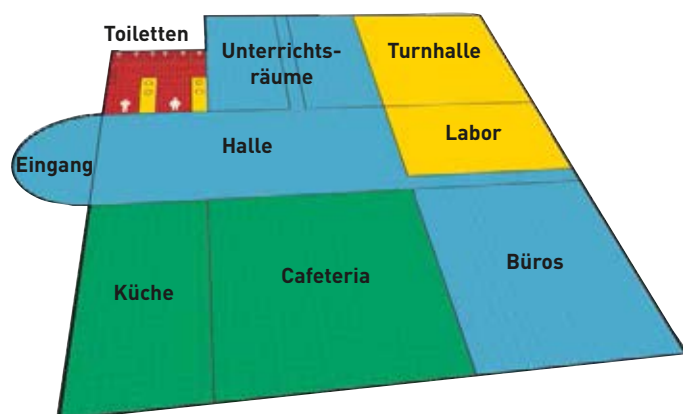 Toiletten
Unterrichts-
räume
Turnhalle
Eingang
Halle
Labor
Küche
Cafeteria
Büros